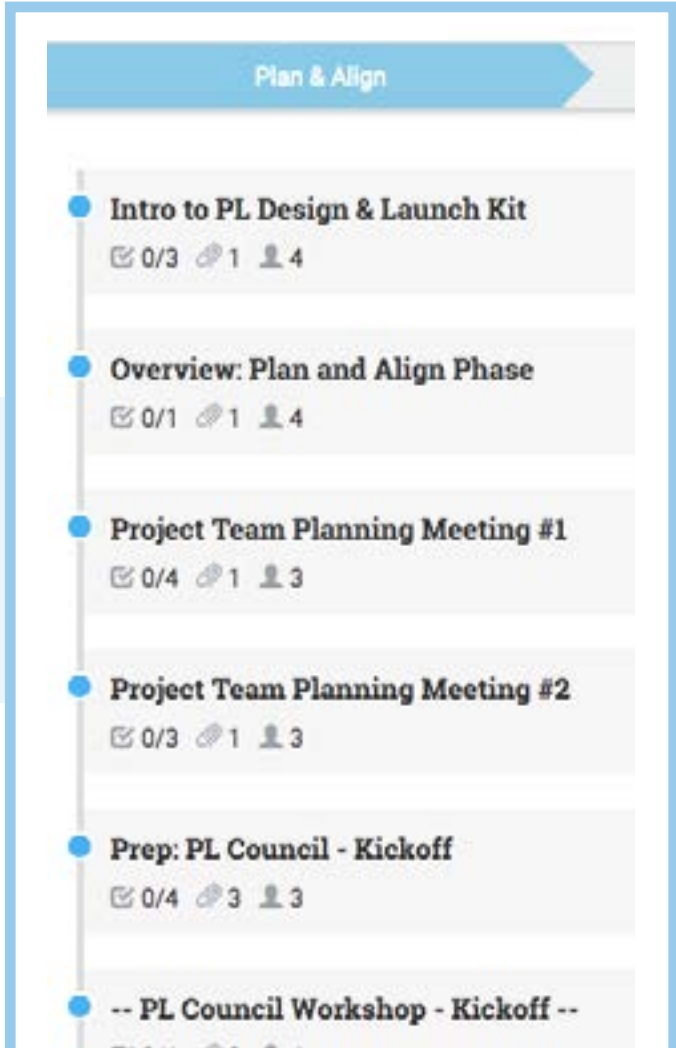 Plan & Align
Intro to PL Design & Launch Kit
0/3 1 4
Overview: Plan and Align Phase
0/1 1 4
Project Team Planning Meeting #1
0/4 1 3
Project Team Planning Meeting #2
0/3 1 3
Prep: PL Council - Kickoff
0/4 3 3
-- PL Council Workshop - Kickoff --